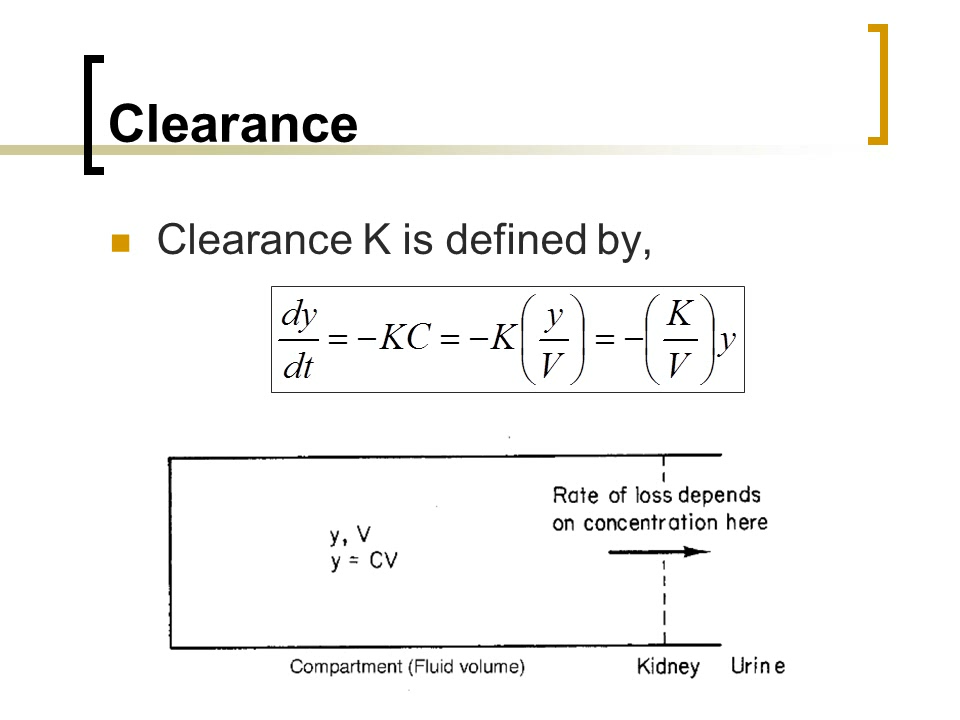 Clearance
Clearance K is defined by,
dy/dt = −KC = −K(y/V) = −(K/V)y
Rate of loss depends
on concentration here
y, V
y = CV
Compartment (Fluid volume)
Kidney
Urine